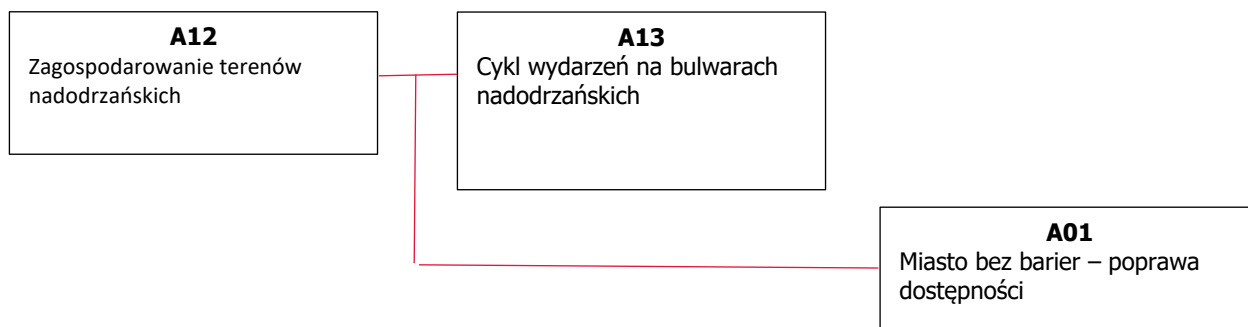 A12
Zagospodarowanie terenów
nadodrzańskich
A13
Cykl wydarzeń na bulwarach
nadodrzańskich
A01
Miasto bez barier – poprawa
dostępności